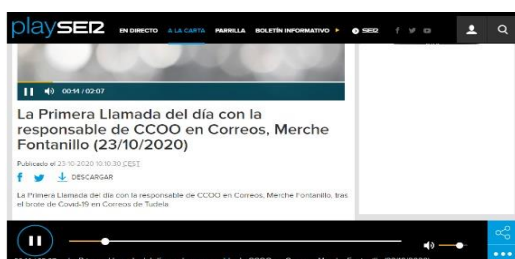 playSER EN DIRECTO A LA CARTA PARRILLA BOLETÍN INFORMATIVO SER
00:14 / 02:07
La Primera Llamada del día con la
responsable de CCOO en Correos, Merche
Fontanillo (23/10/2020)
Publicado el 23-10-2020 10:10:30 CEST
DESCARGAR
La Primera Llamada del día con la responsable de CCOO en Correos, Merche Fontanillo, tras
el brote de Covid-19 en Correos de Tudela